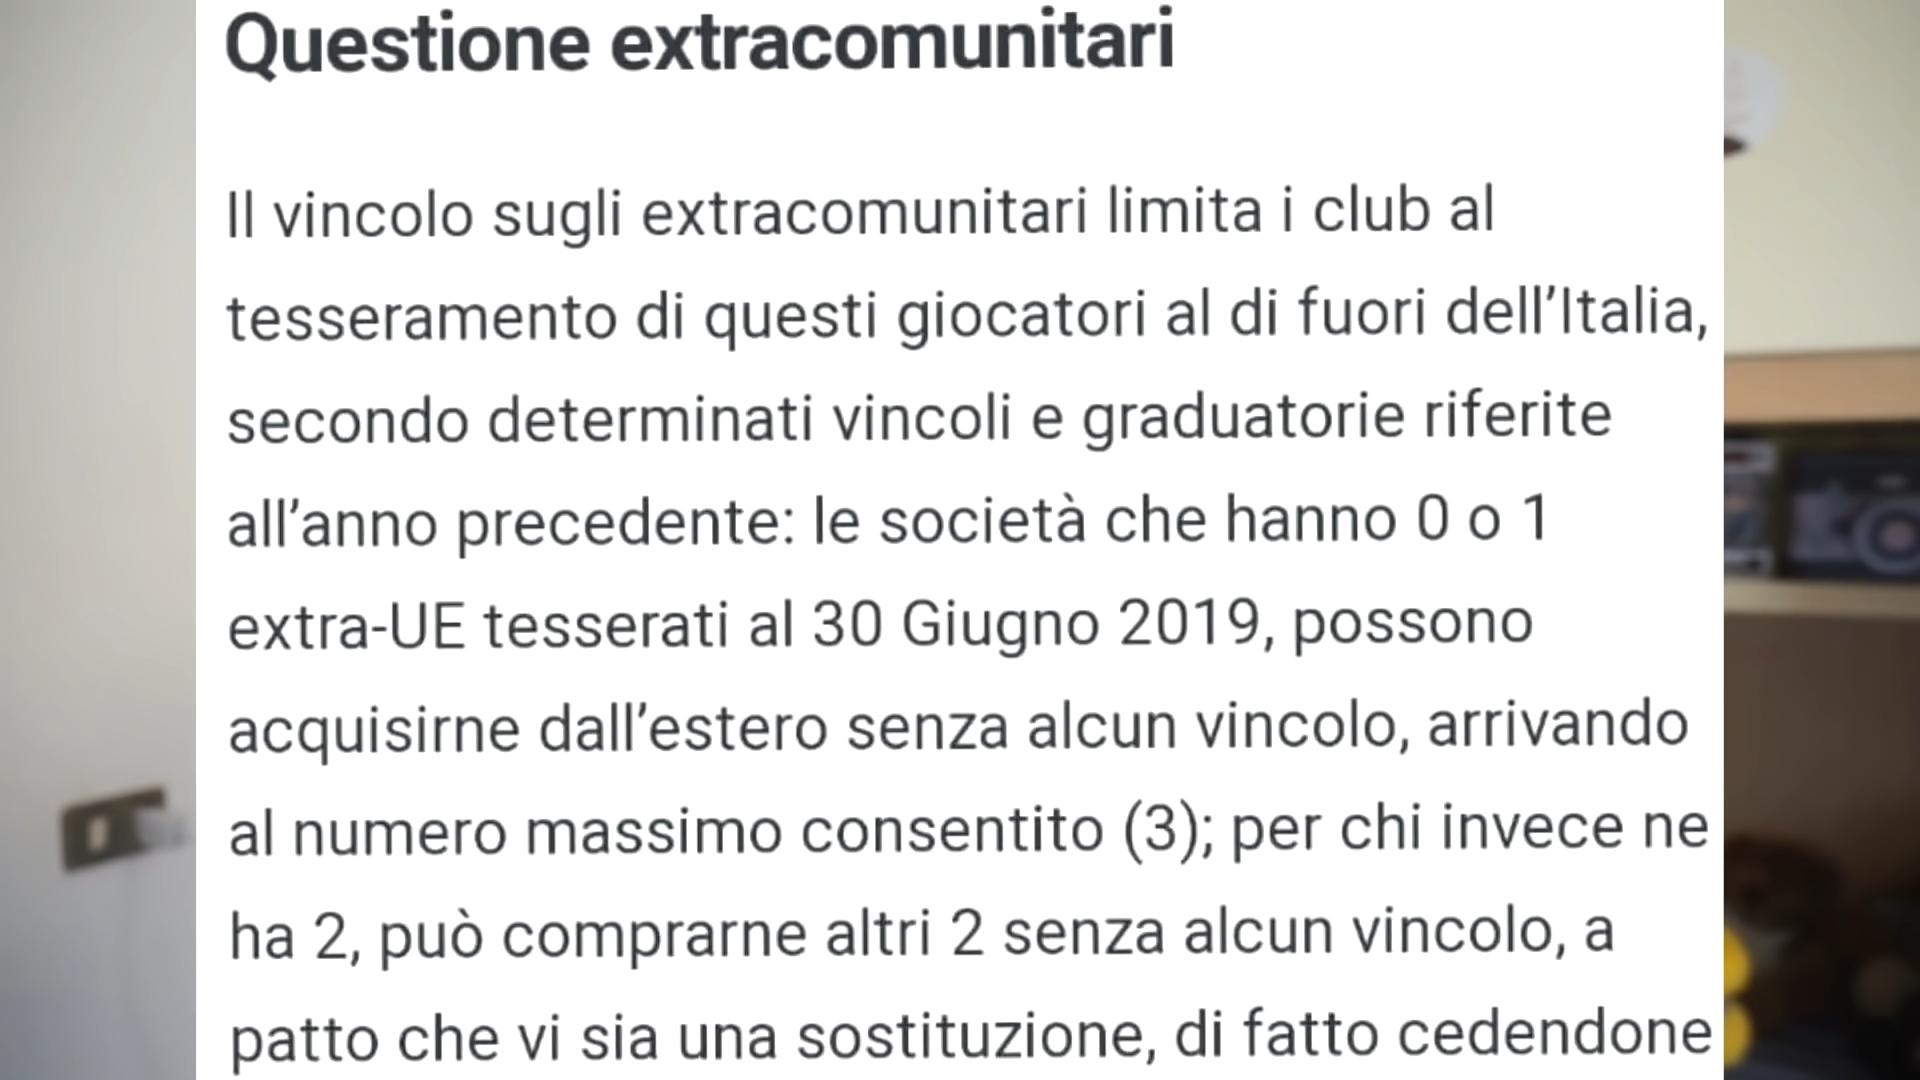 Questione extracomunitari
Il vincolo sugli extracomunitari limita i club al
tesseramento di questi giocatori al di fuori dell’Italia,
secondo determinati vincoli e graduatorie riferite
all’anno precedente: le società che hanno 0 o 1
extra-UE tesserati al 30 Giugno 2019, possono
acquisirne dall’estero senza alcun vincolo, arrivando
al numero massimo consentito (3); per chi invece ne
ha 2, può comprarne altri 2 senza alcun vincolo, a
patto che vi sia una sostituzione, di fatto cedendone